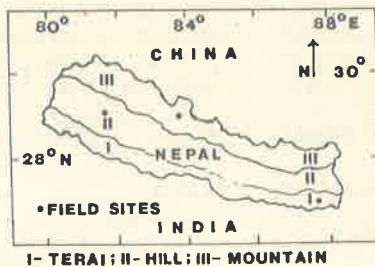 80° 84° 88°E
CHINA
N 30°
III
II
I
NEPAL
III
II
I
28°N
•FIELD SITES
INDIA
I- TERAI; II- HILL; III- MOUNTAIN